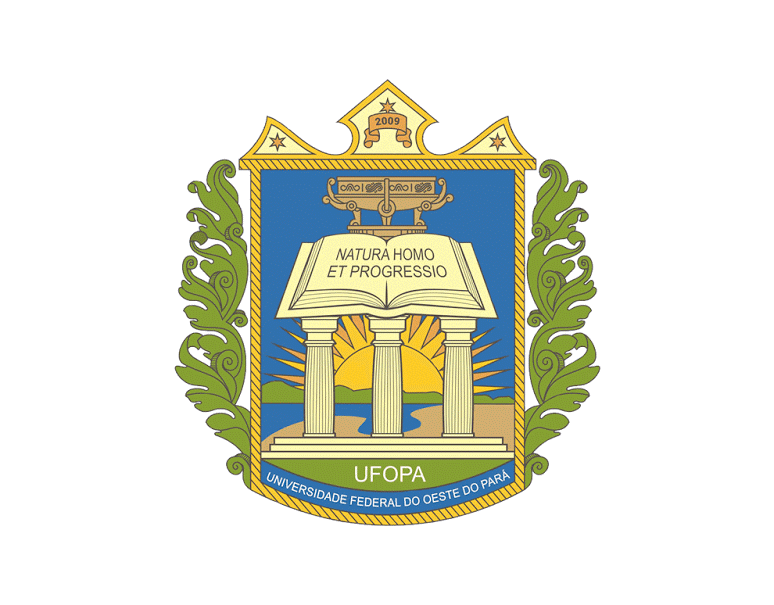 2009
NATURA HOMO
ET PROGRESSIO
UFOPA
UNIVERSIDADE FEDERAL DO OESTE DO PARÁ